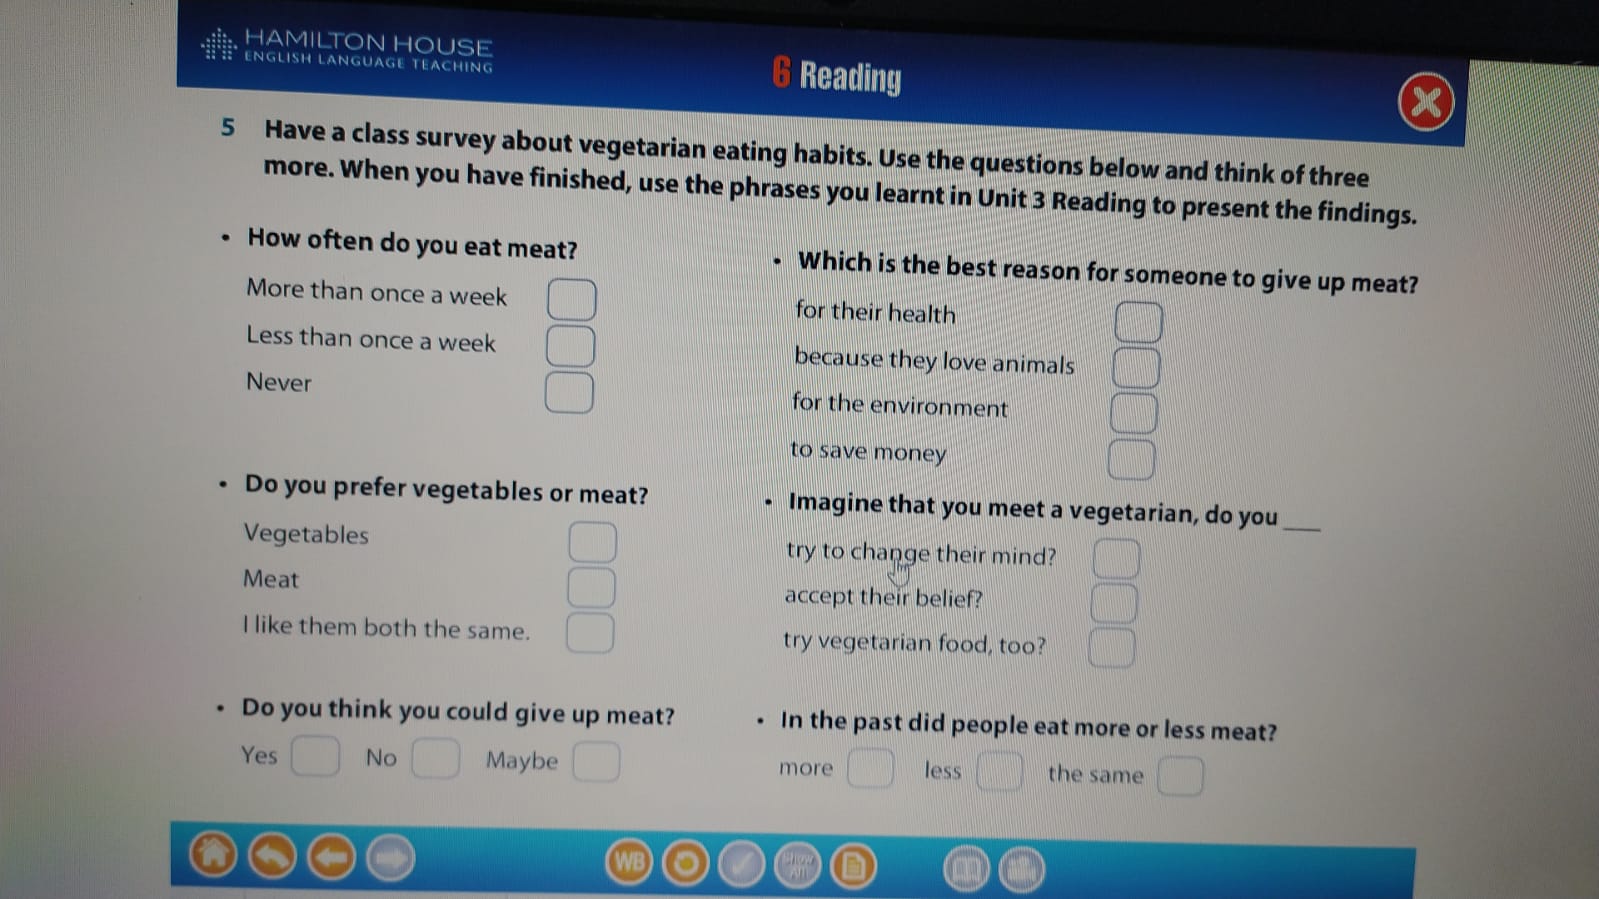 HAMILTON HOUSE
ENGLISH LANGUAGE TEACHING
6 Reading
5 Have a class survey about vegetarian eating habits. Use the questions below and think of three
more. When you have finished, use the phrases you learnt in Unit 3 Reading to present the findings.
• How often do you eat meat?
More than once a week
Less than once a week
Never
• Do you prefer vegetables or meat?
Vegetables
Meat
I like them both the same.
• Do you think you could give up meat?
Yes No Maybe
• Which is the best reason for someone to give up meat?
for their health
because they love animals
for the environment
to save money
• Imagine that you meet a vegetarian, do you ___
try to change their mind?
accept their belief?
try vegetarian food, too?
• In the past did people eat more or less meat?
more less the same
WB
Show
All